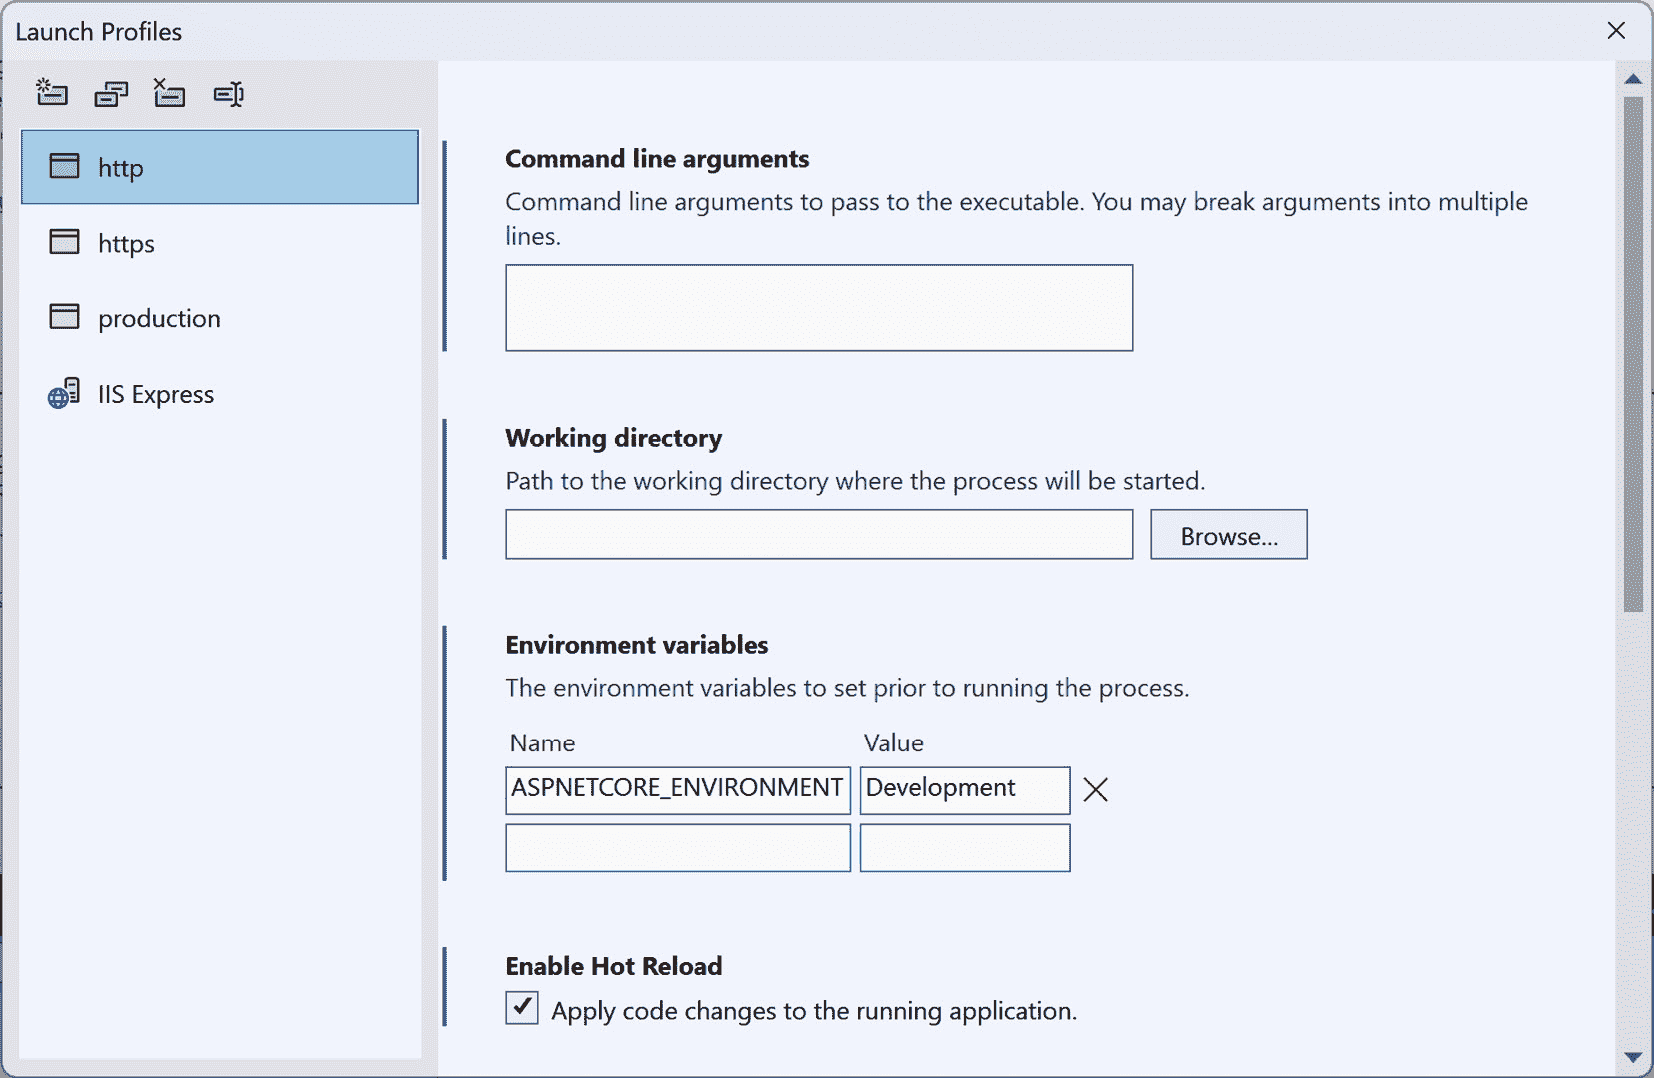 Launch Profiles
http
https
production
IIS Express
Command line arguments
Command line arguments to pass to the executable. You may break arguments into multiple
lines.
Working directory
Path to the working directory where the process will be started.
Browse...
Environment variables
The environment variables to set prior to running the process.
Name Value
ASPNETCORE_ENVIRONMENT Development
Enable Hot Reload
Apply code changes to the running application.